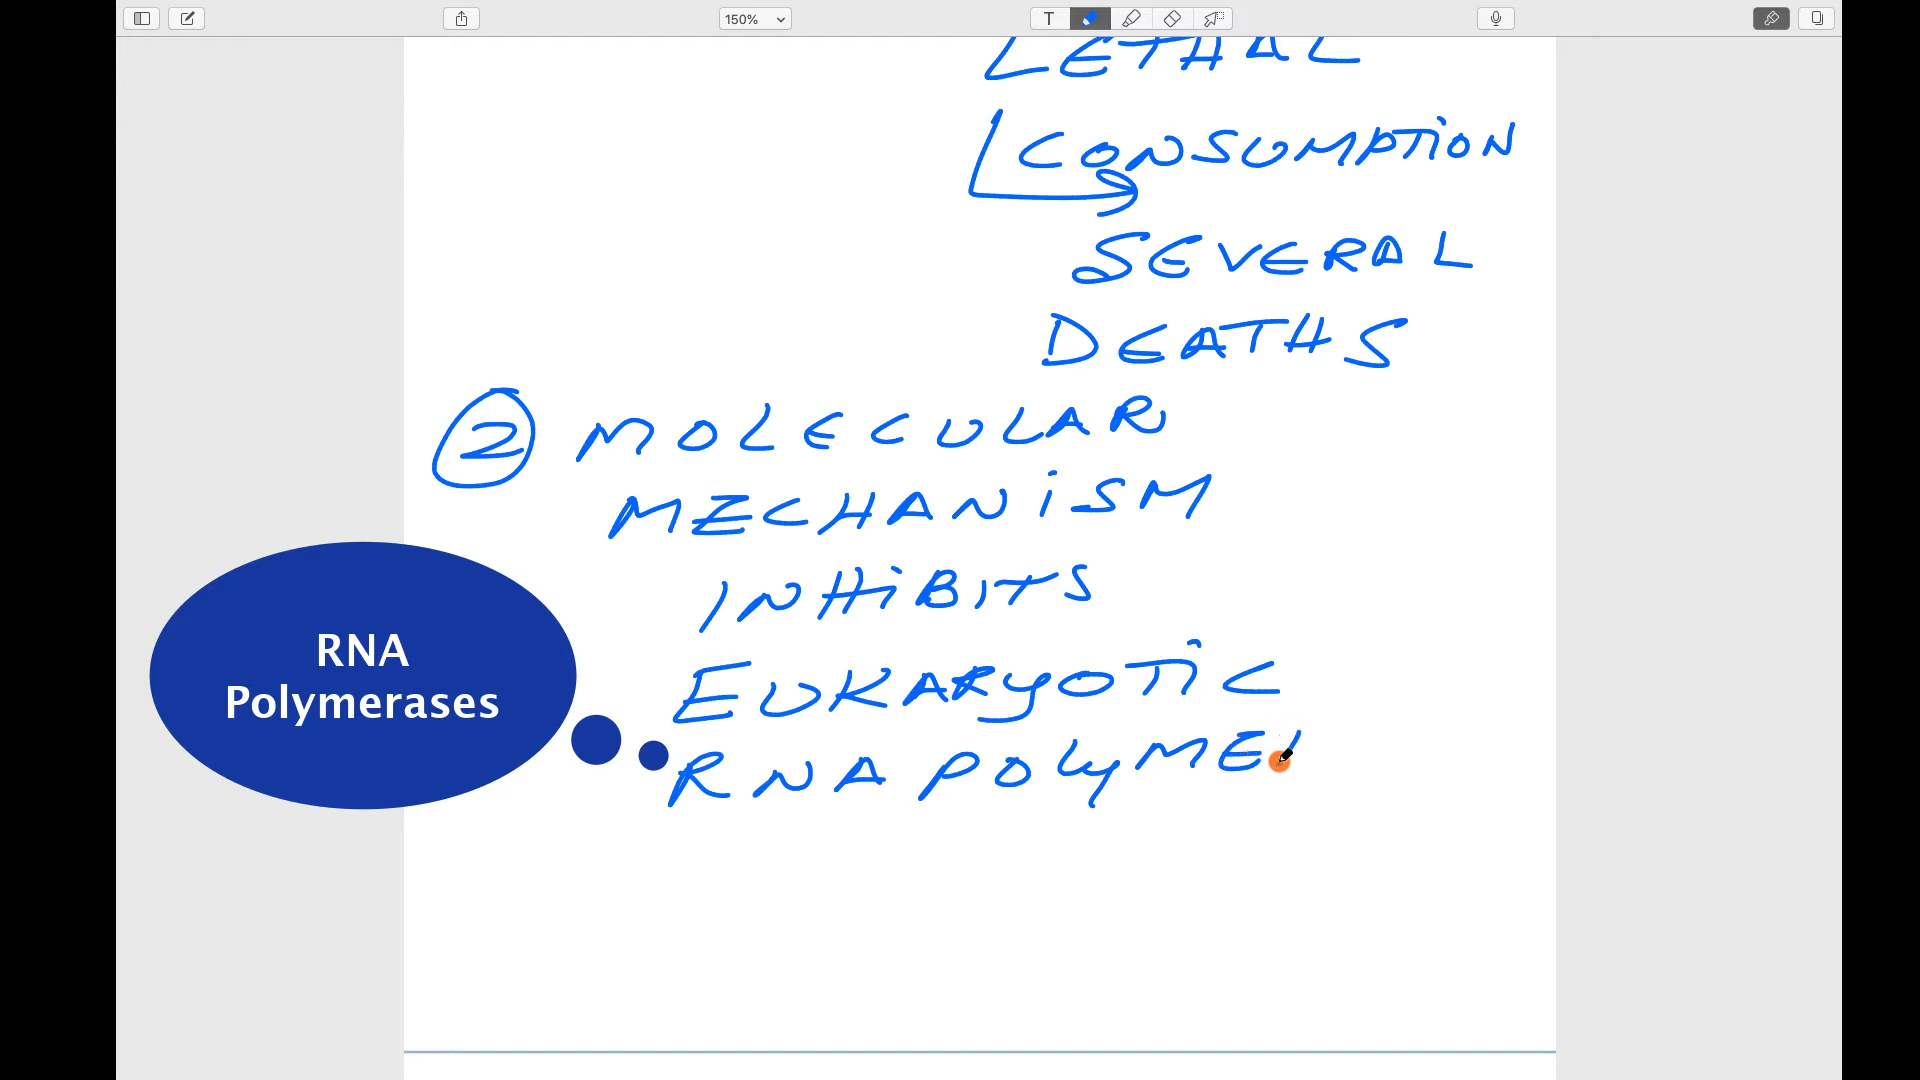 150%
T
LETHAL
CONSUMPTION
SEVERAL
DEATHS
2 MOLECULAR
MECHANISM
INHIBITS
EUKARYOTIC
RNA POLYME
RNA
Polymerases